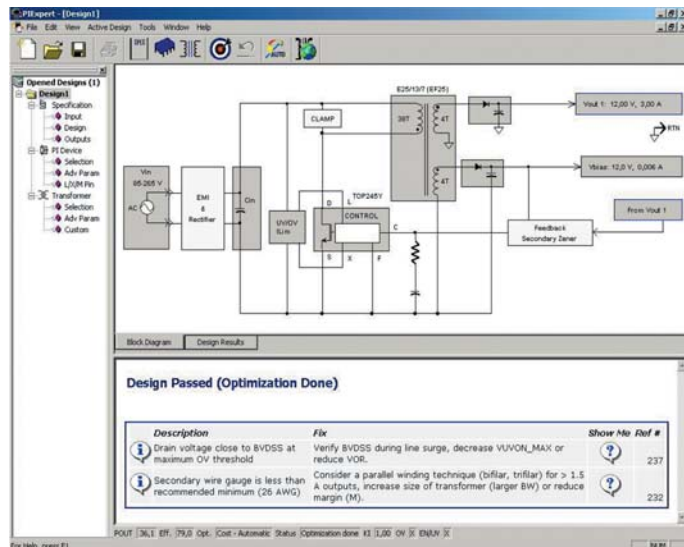 PIExpert - [Design1]
File Edit View Active Design Tools Window Help
AUTO
Opened Designs (1)
Design1
Specification
Input
Design
Outputs
PI Device
Selection
Adv Param
L/X/M Pin
Transformer
Selection
Adv Param
Custom
E25/13/7 (EF25)
CLAMP
38T
4T
Vout 1: 12,00 V, 3,00 A
RTN
Vbias: 12,0 V, 0,006 A
4T
Vin
85-265 V
AC
EMI
&
Rectifier
Cin
UV/OV
ILim
TOP245Y
D
L
CONTROL
C
S
X
F
From Vout 1
Feedback
Secondary Zener
Block Diagram
Design Results
Design Passed (Optimization Done)
Description Fix Show Me Ref #
Drain voltage close to BVDSS at maximum OV threshold
Verify BVDSS during line surge, decrease VUVON_MAX or reduce VOR.
237
Secondary wire gauge is less than recommended minimum (26 AWG)
Consider a parallel winding technique (bifilar, trifilar) for > 1.5 A outputs, increase size of transformer (larger BW) or reduce margin (M).
232
POUT 36,1 Eff. 79,0 Opt. Cost - Automatic Status Optimization done KI 1,00 OV X EN/UV X
For Help, press F1
NUM